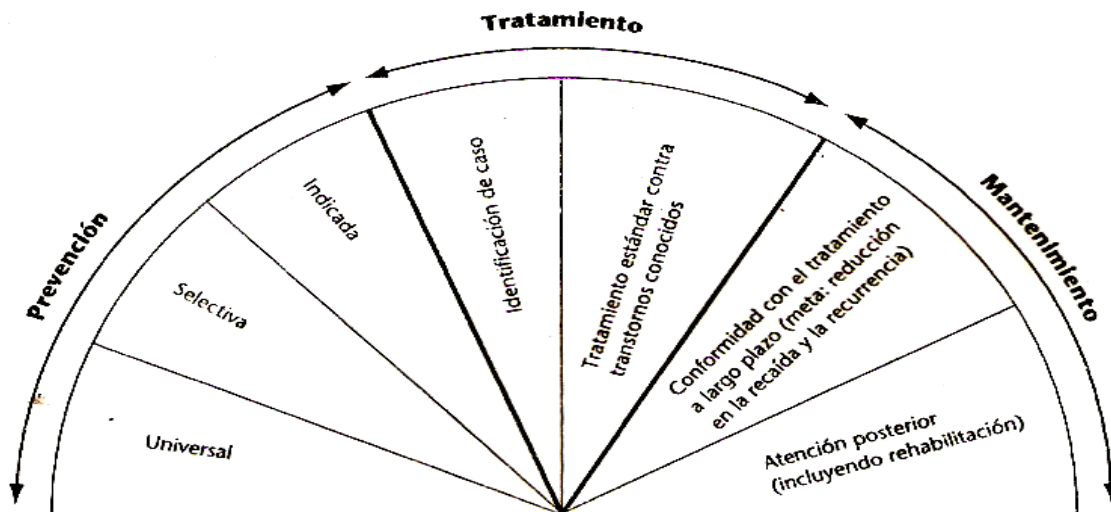 Tratamiento
Prevención
Mantenimiento
Universal
Selectiva
Indicada
Identificación de caso
Tratamiento estándar contra
transtornos conocidos
Conformidad con el tratamiento
a largo plazo (meta: reducción
en la recaída y la recurrencia)
Atención posterior
(incluyendo rehabilitación)